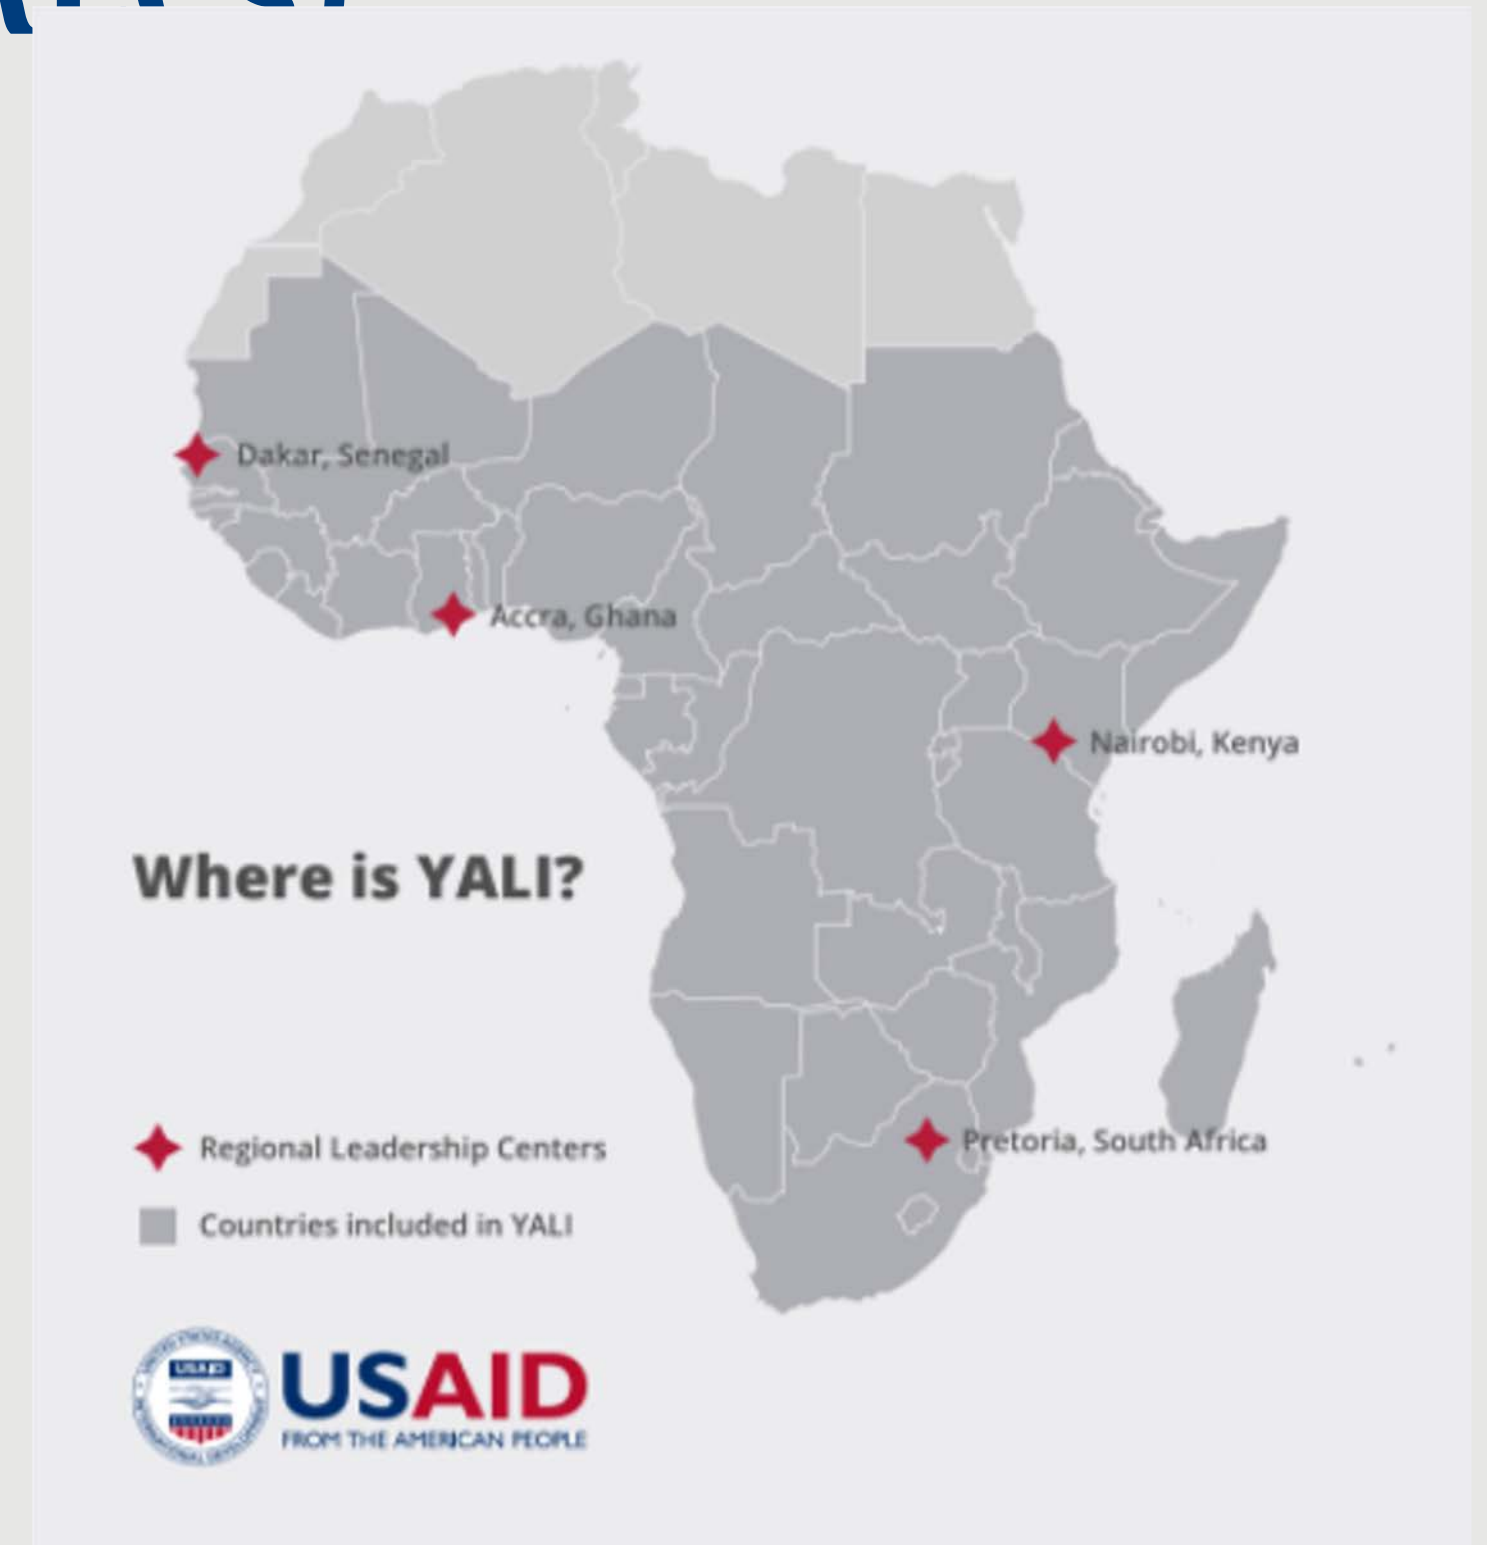 Dakar, Senegal
Accra, Ghana
Nairobi, Kenya
Where is YALI?
Pretoria, South Africa
Regional Leadership Centers
Countries included in YALI
USAID
USAID
FROM THE AMERICAN PEOPLE